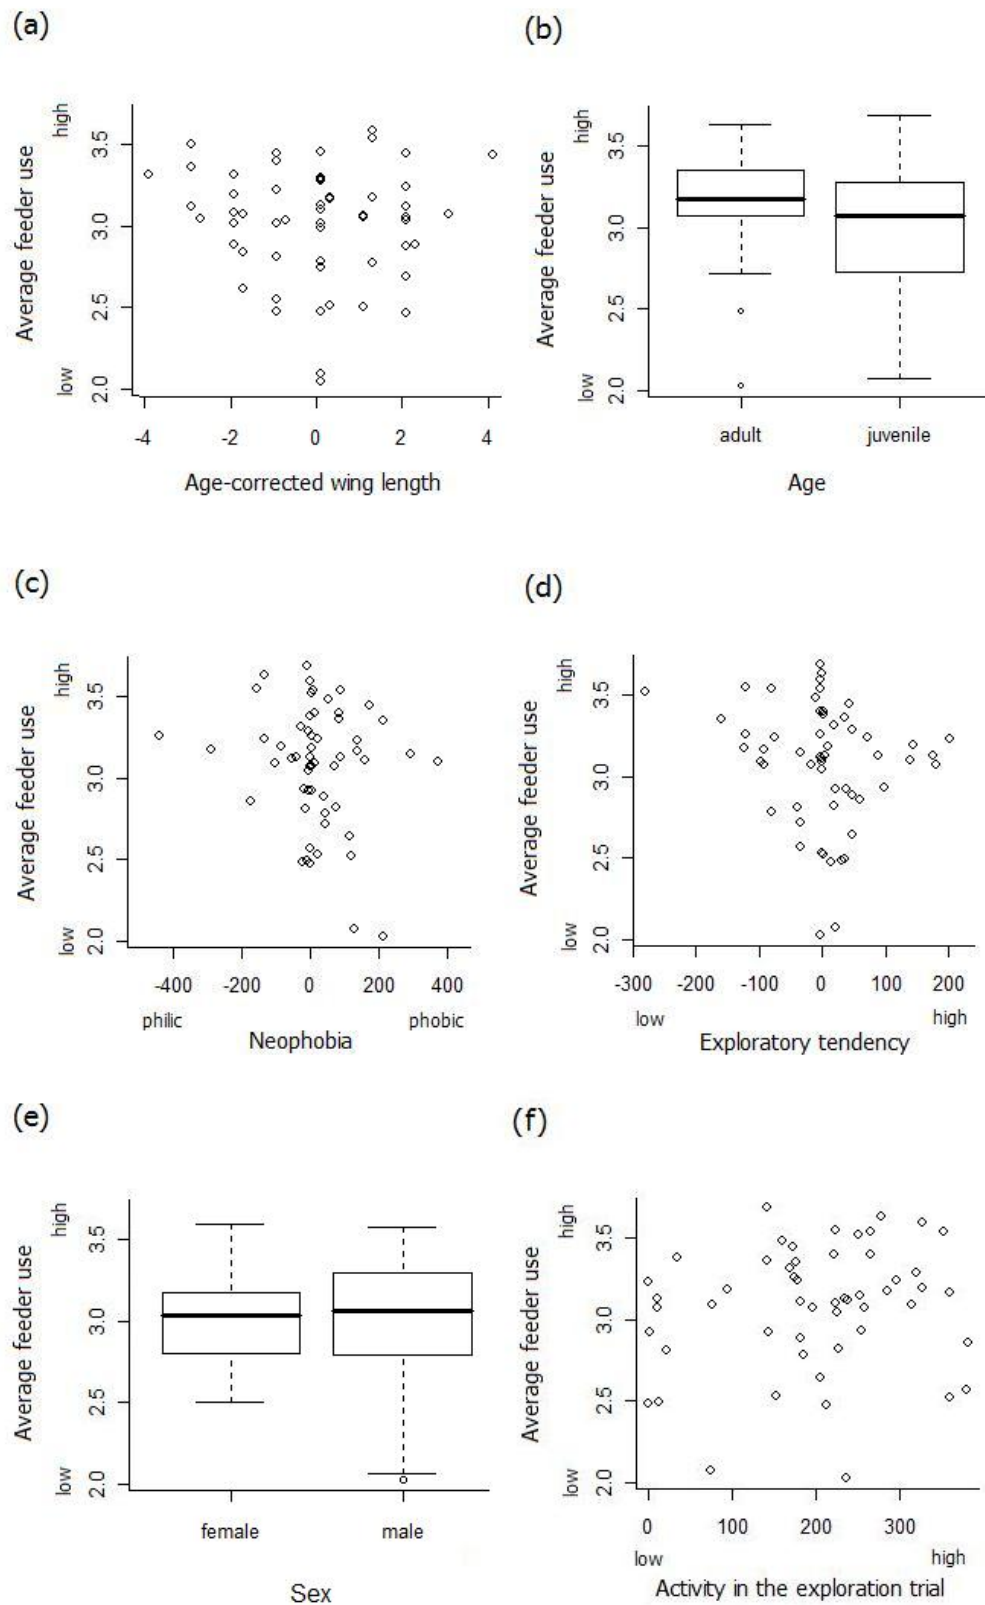 (a)
(b)
Average feeder use
high
low
3.5
3.0
2.5
2.0
-4
-2
0
2
4
Age-corrected wing length
Average feeder use
3.5
3.0
2.5
2.0
adult
juvenile
Age
(c)
(d)
Average feeder use
high
low
3.5
3.0
2.5
2.0
-400
-200
0
200
400
philic
phobic
Neophobia
Average feeder use
high
low
3.5
3.0
2.5
2.0
-300
-200
-100
0
100
200
low
high
Exploratory tendency
(e)
(f)
Average feeder use
high
low
3.5
3.0
2.5
2.0
female
male
Sex
Average feeder use
high
low
3.5
3.0
2.5
2.0
0
100
200
300
low
high
Activity in the exploration trial